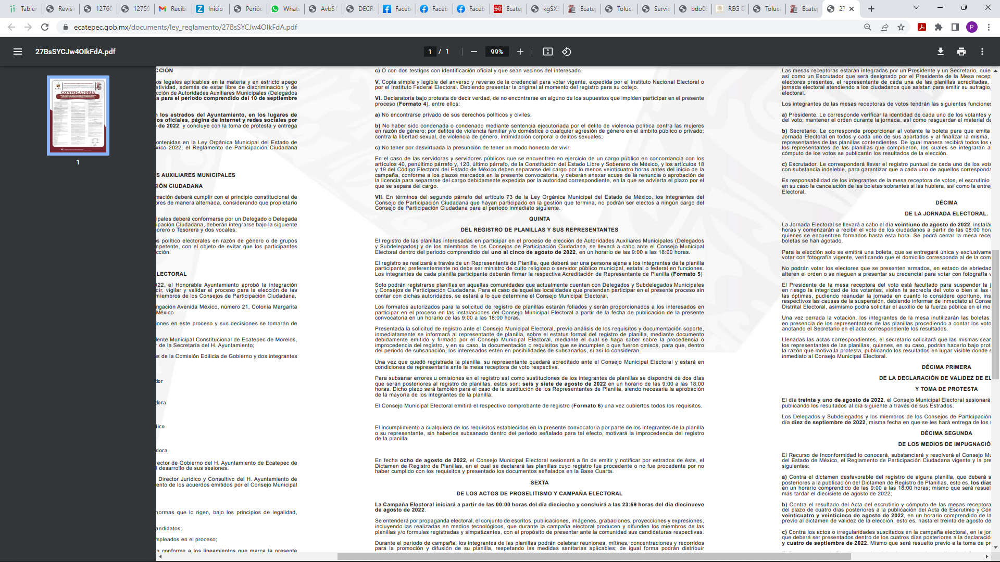 Tabler
Revisi
12760
12759
Recibi
Inicio
Periód
Whats
AvbS1
DECRE
Faceb
Faceb
Faceb
Ecatep
kgSX3
Ecatep
Toluca
Servic
bdo03
REG D
Toluca
Ecatep
27
ecatepec.gob.mx/documents/ley_reglamento/27BsSYCJw4OIkFdA.pdf
27BsSYCJw4OIkFdA.pdf
1 / 1
99%
CONVOCATORIA
1
CCIÓN
os legales aplicables en la materia y en estricto apego
etividad, además de estar libre de discriminación y de
cción de Autoridades Auxiliares Municipales (Delegados
a para el periodo comprendido del 10 de septiembre
n los estrados del Ayuntamiento, en los lugares de
os oficiales, página de internet y redes sociales por
de 2022; y concluye con la toma de protesta y entrega
ontenidas en la Ley Orgánica Municipal del Estado de
xico 2022, el Reglamento de Participación Ciudadana
S AUXILIARES MUNICIPALES
IÓN CIUDADANA
mación deberá cumplir con el principio constitucional de
ores de manera alternada, considerando que propietario
ipales deberá conformarse por un Delegado o Delegada
ipación Ciudadana, deberán integrarse bajo la siguiente
sorero o Tesorera y dos vocales.
s político electorales en razón de género o de grupos
mpetente, con el objeto de evitar que los participantes
cción.
LECTORAL
022, el Honorable Ayuntamiento aprobó la integración
cir, vigilar y validar el proceso para la elección de las
miembros de los Consejos de Participación Ciudadana.
ngación Avenida México, número 21, Colonia Margarita
México.
ones en este proceso y sus decisiones se tomarán de
dente Municipal Constitucional de Ecatepec de Morelos,
r de la Secretaría del H. Ayuntamiento;
s de la Comisión Edilicia de Gobierno y dos integrantes
dor
dora
lico
dora
rector de Gobierno del H. Ayuntamiento de Ecatepec de
l desarrollo de sus sesiones.
Director Jurídico y Consultivo del H. Ayuntamiento de
ento de los acuerdos emitidos por el Consejo Municipal
normas que lo rigen, bajo los principios de legalidad,
andidatos;
mpleados en el proceso;
n conforme a los lineamientos que marca la presente
c) O con dos testigos con identificación oficial y que sean vecinos del interesado.
V. Copia simple y legible del anverso y reverso de la credencial para votar vigente, expedida por el Instituto Nacional Electoral o
por el Instituto Federal Electoral. Debiendo presentar la original al momento del registro para su cotejo.
VI. Declaratoria bajo protesta de decir verdad, de no encontrarse en alguno de los supuestos que impiden participar en el presente
proceso (Formato 4), entre ellos:
a) No encontrarse privado de sus derechos políticos y civiles;
b) No haber sido condenada o condenado mediante sentencia ejecutoriada por el delito de violencia política contra las mujeres
en razón de género; por delitos de violencia familiar y/o doméstica o cualquier agresión de género en el ámbito público o privado;
contra la libertad sexual, de violencia de género, intimidación corporal o delitos sexuales;
c) No tener por desvirtuada la presunción de tener un modo honesto de vivir.
En el caso de las servidoras y servidores públicos que se encuentren en ejercicio de un cargo público en concordancia con los
artículos 40, penúltimo párrafo y, 120, último párrafo, de la Constitución del Estado Libre y Soberano de México, y los artículos 18
y 19 del Código Electoral del Estado de México deben separarse del cargo por lo menos veinticuatro horas antes del inicio de la
campaña, conforme a los plazos marcados en la presente convocatoria, y deberán anexar acuse de la renuncia o aprobación de
la licencia para separarse del cargo debidamente expedida por la autoridad correspondiente, en la que se advierta el plazo por el
que se separa del cargo.
VII. En términos del segundo párrafo del artículo 73 de la Ley Orgánica Municipal del Estado de México, los integrantes del
Consejo de Participación Ciudadana que hayan participado en la gestión que termina, no podrán ser electos a ningún cargo del
Consejo de Participación Ciudadana para el periodo inmediato siguiente.
QUINTA
DEL REGISTRO DE PLANILLAS Y SUS REPRESENTANTES
El registro de las planillas interesadas en participar en el proceso de elección de Autoridades Auxiliares Municipales (Delegados
y Subdelegados) y de los miembros de los Consejos de Participación Ciudadana, se llevará a cabo ante el Consejo Municipal
Electoral dentro del periodo comprendido del uno al cinco de agosto de 2022, en un horario de las 9:00 a las 18:00 horas.
El registro se realizará a través de un Representante de Planilla, que deberá ser una persona ajena a los integrantes de la planilla
participante; preferentemente no debe ser ministro de culto religioso o servidor público municipal, estatal o federal en funciones.
Los integrantes de cada planilla participante deberán firmar la respectiva Acreditación de Representante de Planilla (Formato 5)
Solo podrán registrarse planillas en aquellas comunidades que actualmente cuentan con Delegados y Subdelegados Municipales
y Consejos de Participación Ciudadana. Para el caso de aquellas localidades que pretendan participar en el presente proceso sin
contar con dichas autoridades, se estará a lo que determine el Consejo Municipal Electoral.
Los formatos autorizados para la solicitud de registro de planillas estarán foliados y serán proporcionados a los interesados en
participar en el proceso en las instalaciones del Consejo Municipal Electoral a partir de la fecha de publicación de la presente
convocatoria en un horario de las 9:00 a las 18:00 horas.
Presentada la solicitud de registro ante el Consejo Municipal Electoral, previo análisis de los requisitos y documentación soporte,
inmediatamente se informará al representante de planilla, sobre el estatus formal del registro de planilla, mediante documento
debidamente emitido y firmado por el Consejo Municipal Electoral, mediante el cual se haga saber sobre la procedencia o
improcedencia del registro, y en su caso, la documentación o requisitos que se incumplen o que fueron omisos, para que, dentro
del periodo de subsanación, los interesados estén en posibilidades de subsanarlos, si así lo consideran.
Una vez que quedó registrada la planilla, su representante quedará acreditado ante el Consejo Municipal Electoral y estará en
condiciones de representarla ante la mesa receptora de voto respectiva.
Para subsanar errores u omisiones en el registro así como sustituciones de los integrantes de planillas se dispondrá de dos días
que serán posteriores al registro de planillas, estos son: seis y siete de agosto de 2022 en un horario de las 9:00 a las 18:00
horas. Dicho plazo será también para el caso de la sustitución de los Representantes de Planilla, siendo necesaria la aprobación
de la mayoría de los integrantes de la planilla.
El Consejo Municipal Electoral emitirá el respectivo comprobante de registro (Formato 6) una vez cubiertos todos los requisitos.
El incumplimiento a cualquiera de los requisitos establecidos en la presente convocatoria por parte de los integrantes de la planilla
o su representante, sin haberlos subsanado dentro del periodo señalado para tal efecto, motivará la improcedencia del registro
de la planilla.
En fecha ocho de agosto de 2022, el Consejo Municipal Electoral sesionará a fin de emitir y notificar por estrados de éste, el
Dictamen de Registro de Planillas, en el cual se declarará las planillas cuyo registro fue procedente o no fue procedente por no
haber cumplido con los requisitos y presentado los documentos señalados en la Base Cuarta.
SEXTA
DE LOS ACTOS DE PROSELITISMO Y CAMPAÑA ELECTORAL
La Campaña Electoral iniciará a partir de las 00:00 horas del día dieciocho y concluirá a las 23:59 horas del día diecinueve
de agosto de 2022.
Se entenderá por propaganda electoral, el conjunto de escritos, publicaciones, imágenes, grabaciones, proyecciones y expresiones,
incluyendo las realizadas en medios tecnológicos, que durante la campaña electoral producen y difunden los miembros de las
planillas y/o formulas registradas y simpatizantes, con el propósito de presentar ante la comunidad sus candidaturas respectivas.
Durante el periodo de campaña, los integrantes de las planillas podrán celebrar reuniones, mítines, concentraciones y recorridos
para la promoción y difusión de su planilla, respetando las medidas sanitarias aplicables; de igual forma podrán distribuir
Las mesas receptoras estarán integradas por un Presidente y un Secretario, quie
así como un Escrutador que será designado por el Presidente de la Mesa recept
electores presentes, el representante de cada una de las planillas acreditadas,
jornada electoral atendiendo a los ciudadanos que asistan para emitir su sufragio,
electoral.
Los integrantes de las mesas receptoras de votos tendrán las siguientes funciones
a) Presidente. Le corresponde verificar la identidad de cada uno de los votantes y
del voto; mantener el orden durante la jornada, así como resguardar el material de
b) Secretario. Le corresponde proporcionar al votante la boleta para que emita
Jornada Electoral en todos y cada uno de sus apartados y al finalizar la misma,
representantes de las planillas contendientes. De igual manera recibirá todos los e
los representantes de las planillas que compitieron, los cuales se integrarán al
cómputo de los votos se publicarán los resultados de la elección.
c) Escrutador. Le corresponderá llevar el registro puntual de cada uno de los vota
con substancia indeleble, para garantizar que a cada uno de aquellos corresponda
Es responsabilidad de los integrantes de la mesa receptora de votos, el escrutinio
en su caso la cancelación de las boletas sobrantes si las hubiera, así como la entreg
Electoral.
DÉCIMA
DE LA JORNADA ELECTORAL.
La Jornada Electoral se llevará a cabo el día veintiuno de agosto de 2022, instalán
horas y comenzarán a recibir el voto de los ciudadanos a partir de las 08:00 hora
quienes se encuentren formados hasta esta hora. Se podrá cerrar la mesa recep
boletas se han agotado.
Para la elección solo se emitirá una boleta, que se entregará única y exclusivame
votar con fotografía vigente, verificando que el domicilio corresponda al de la com
No podrán votar los electores que se presenten armados, en estado de ebriedad
alteren el orden o se nieguen a presentar su credencial para votar con fotografía v
El Presidente de la mesa receptora del voto está facultado para suspender la j
en riesgo la integridad de los votantes, violen la secrecía del voto o bien si las
las óptimas, pudiendo reanudar la jornada en cuanto lo considere oportuno, ins
respectivos las causas de la suspensión, debiendo informar de inmediato al Conse
Distrital Electoral, asimismo podrá solicitar el auxilio de la fuerza pública en el mo
Una vez cerrada la votación, los integrantes de la mesa inutilizarán las boletas
en presencia de los representantes de las planillas procediendo a contar los voto
anotando el Secretario en el acta correspondiente los resultados.
Llenadas las actas correspondientes, el secretario solicitará que las mismas sean
los representantes de las planillas, quienes, en su caso, podrán hacerlo bajo prot
la razón que motiva la protesta, publicando los resultados en lugar visible donde e
inmediato al Consejo Municipal Electoral.
DÉCIMA PRIMERA
DE LA DECLARACIÓN DE VALIDEZ DE EL
Y TOMA DE PROTESTA
El día treinta y uno de agosto de 2022, el Consejo Municipal Electoral sesionará
publicando los resultados al día siguiente a través de sus Estrados.
Los Delegados y Subdelegados y los miembros de los Consejos de Participación
día diez de septiembre de 2022, misma fecha en que se les hará entrega de los
DÉCIMA SEGUNDA
DE LOS MEDIOS DE IMPUGNACIÓ
El Recurso de Inconformidad lo conocerá, substanciará y resolverá el Consejo Mu
del Estado de México, el Reglamento de Participación Ciudadana vigente y la pre
siguientes:
a) Contra el dictamen desfavorable del registro de alguna planilla, que deberá s
posteriores a la publicación del Dictamen de Registro de Planillas, esto es, los días
en un horario comprendido de las 9:00 a las 18:00 horas; mismo que será resuel
más tardar el diecisiete de agosto de 2022;
b) Contra el resultado del Acta del escrutinio y cómputo de las mesas receptora
del plazo de cuatro días posteriores a la publicación del Acta de Escrutinio y Cóm
veinticuatro y veinticinco de agosto de 2022, en un horario comprendido de la
previo al dictamen de validez de la elección, esto es, hasta el treinta de agosto de
c) Contra los actos o irregularidades suscitados en la campaña electoral, en la jor
que deberá ser presentados dentro de los cuatros días posteriores a la declaració
y cuatro de septiembre de 2022. Mismo que será resuelto previo a la toma de pr